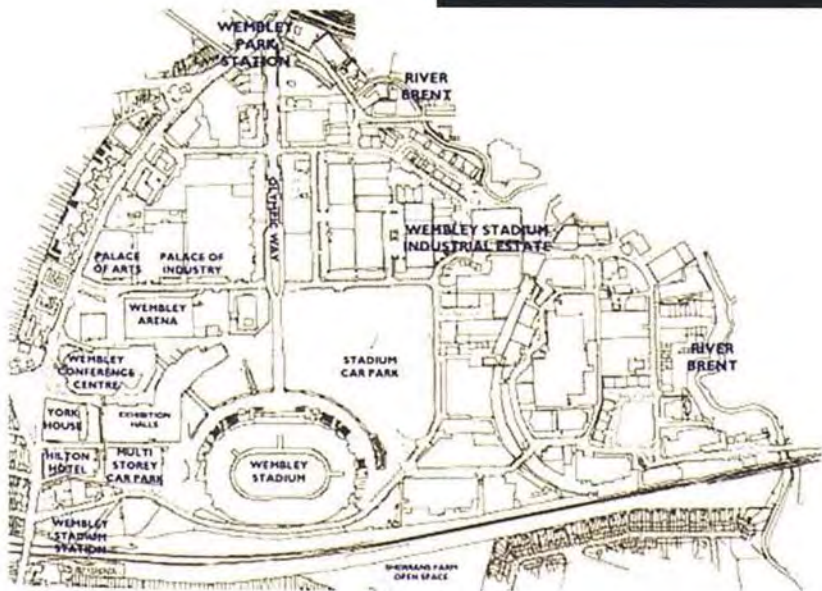 WEMBLEY
PARK
STATION
RIVER
BRENT
OLYMPIC WAY
WEMBLEY STADIUM
INDUSTRIAL ESTATE
PALACE
OF ARTS
PALACE OF
INDUSTRY
WEMBLEY
ARENA
STADIUM
CAR PARK
WEMBLEY
CONFERENCE
CENTRE
RIVER
BRENT
YORK
HOUSE
EXHIBITION
HALLS
HILTON
HOTEL
MULTI
STOREY
CAR PARK
WEMBLEY
STADIUM
WEMBLEY
STADIUM
STATION
FARM
OPEN SPACE